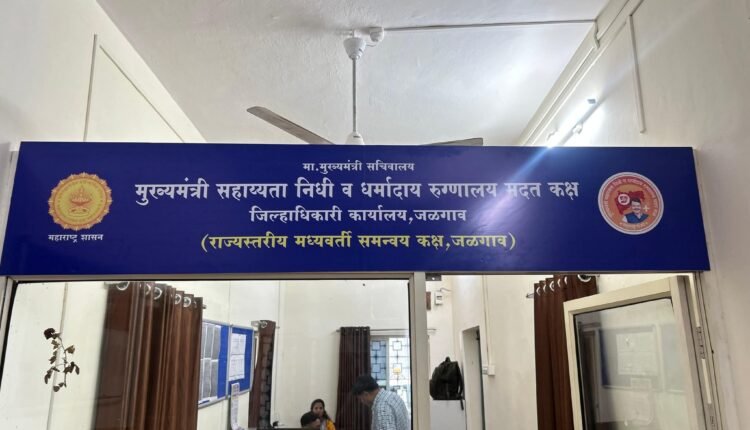 मा.मुख्यमंत्री सचिवालय
मुख्यमंत्री सहाय्यता निधी व धर्मादाय रुग्णालय मदत कक्ष
जिल्हाधिकारी कार्यालय,जळगाव
(राज्यस्तरीय मध्यवर्ती समन्वय कक्ष,जळगाव)
महाराष्ट्र शासन